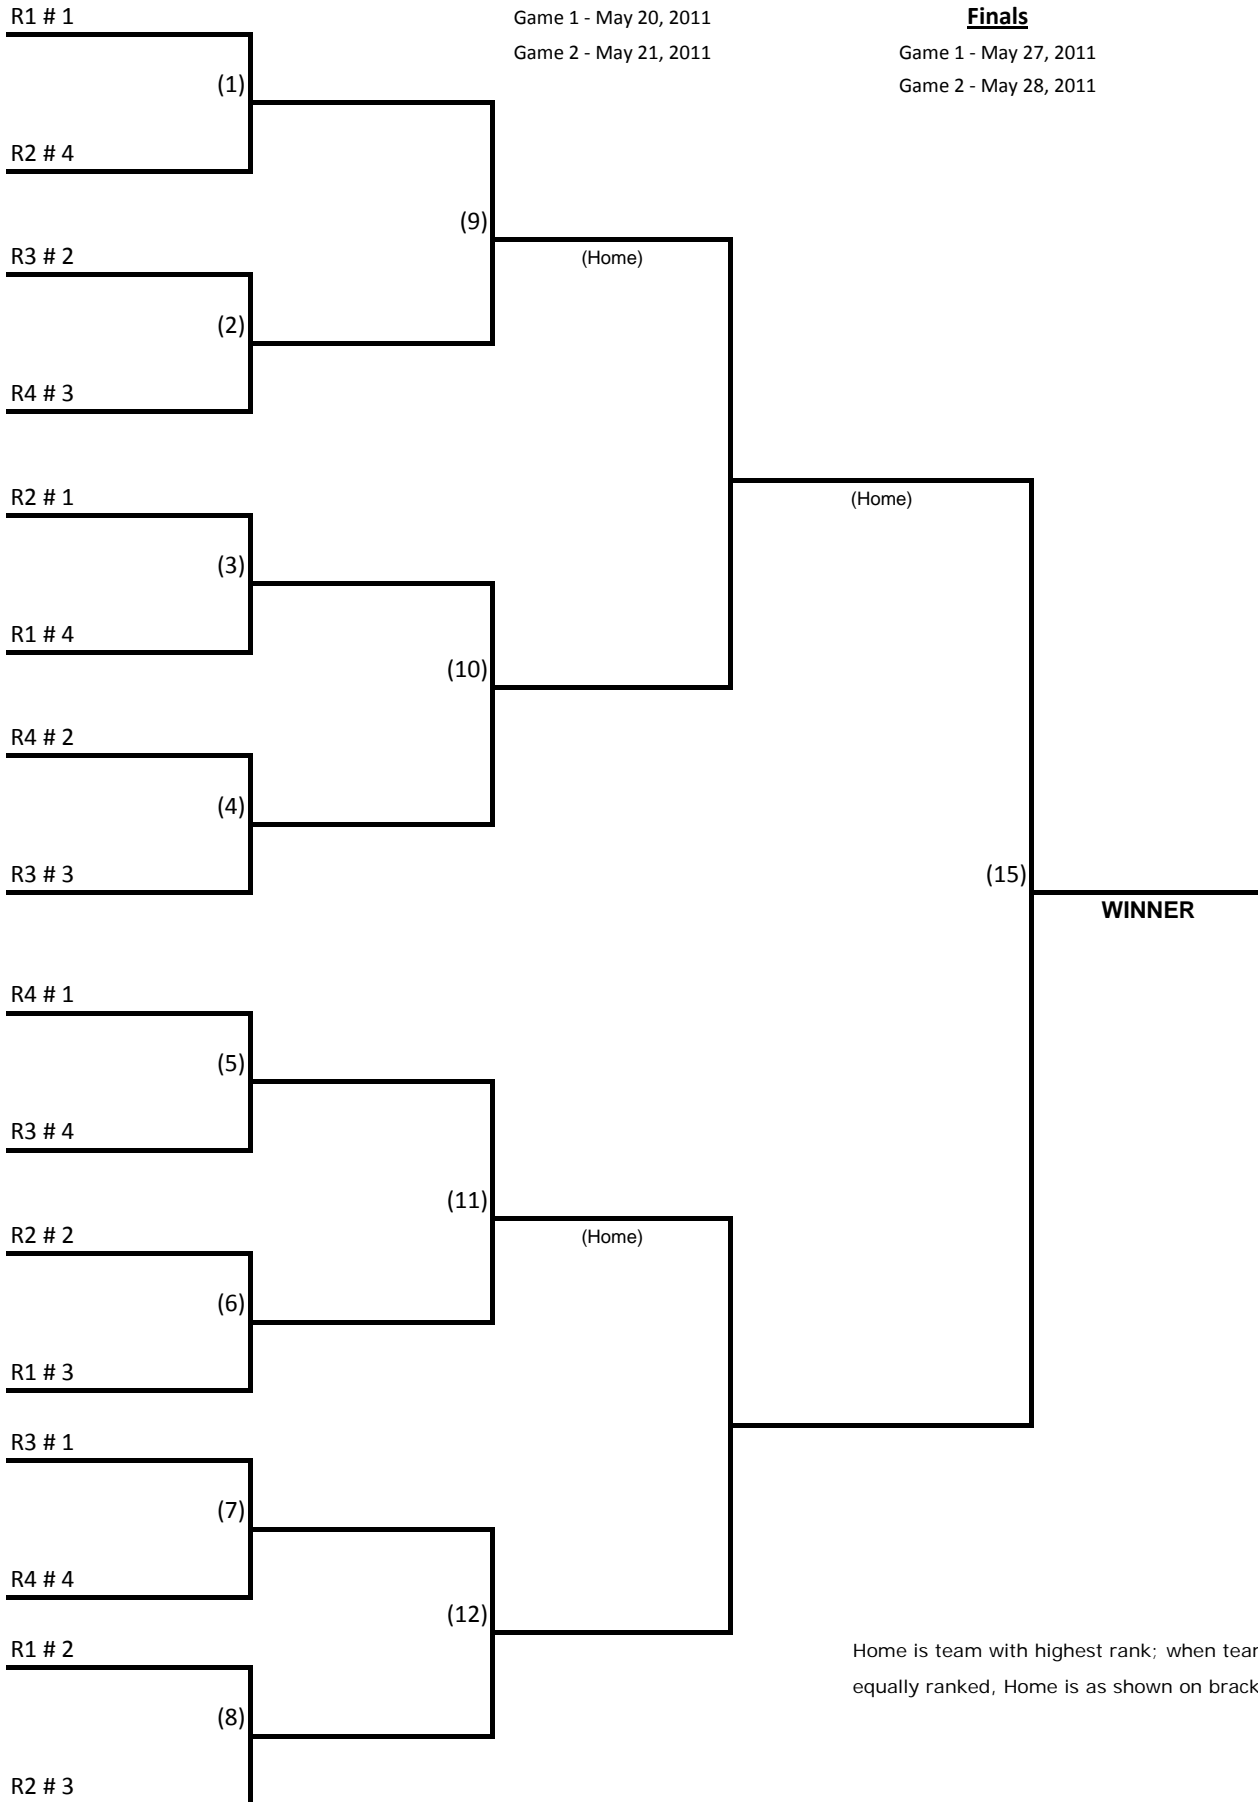 R1 # 1
Game 1 - May 20, 2011
Game 2 - May 21, 2011
Finals
Game 1 - May 27, 2011
Game 2 - May 28, 2011
(1)
R2 # 4
(9)
(Home)
R3 # 2
(2)
R4 # 3
R2 # 1
(Home)
(3)
R1 # 4
(10)
R4 # 2
(4)
R3 # 3
(15)
WINNER
R4 # 1
(5)
R3 # 4
(11)
(Home)
R2 # 2
(6)
R1 # 3
R3 # 1
(7)
R4 # 4
(12)
R1 # 2
(8)
R2 # 3
Home is team with highest rank; when
equally ranked, Home is as shown on